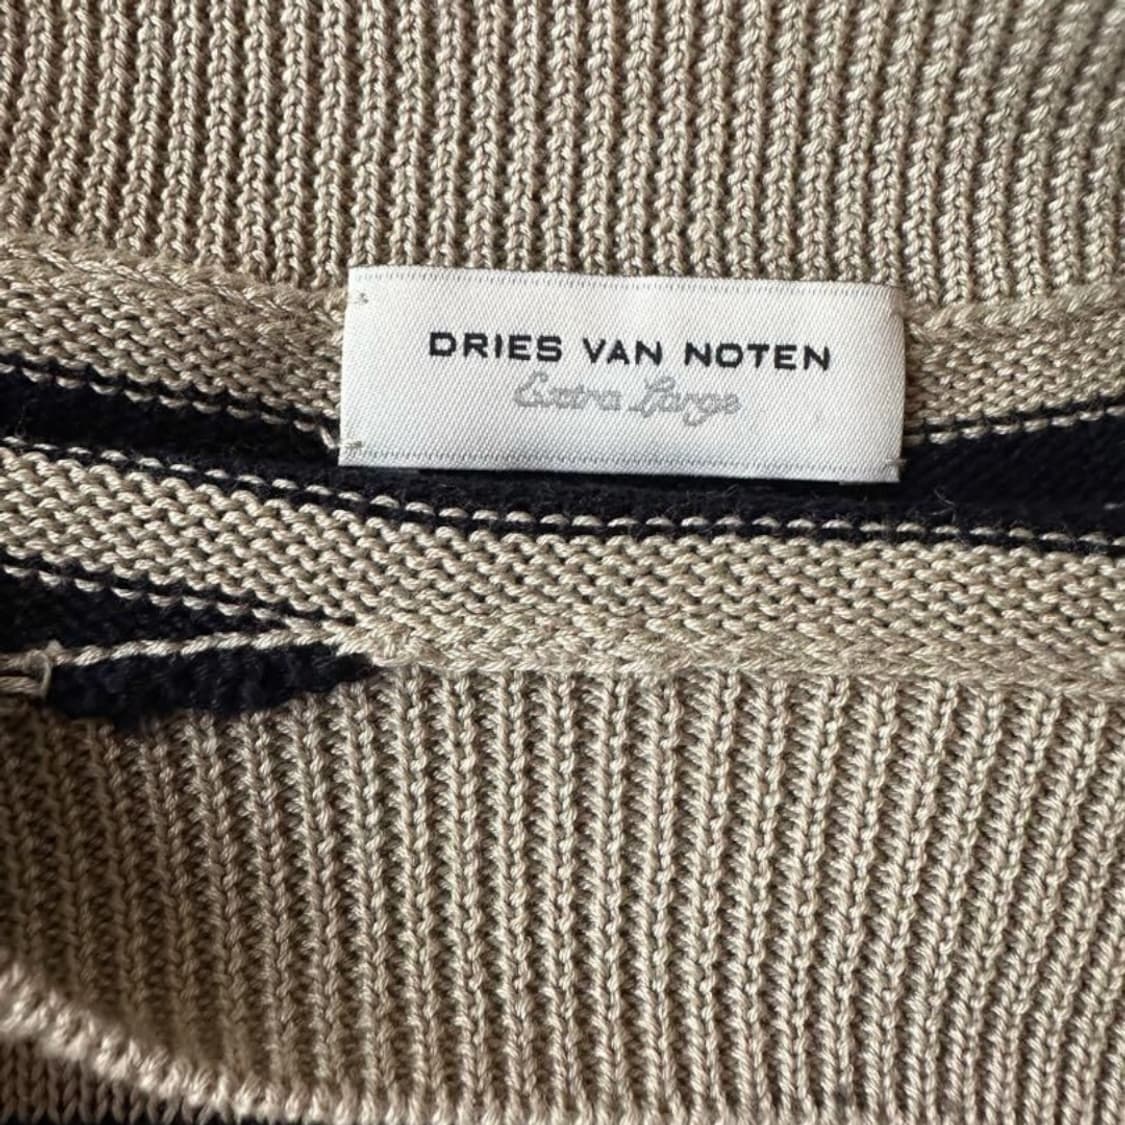 DRIES VAN NOTEN
Extra Large